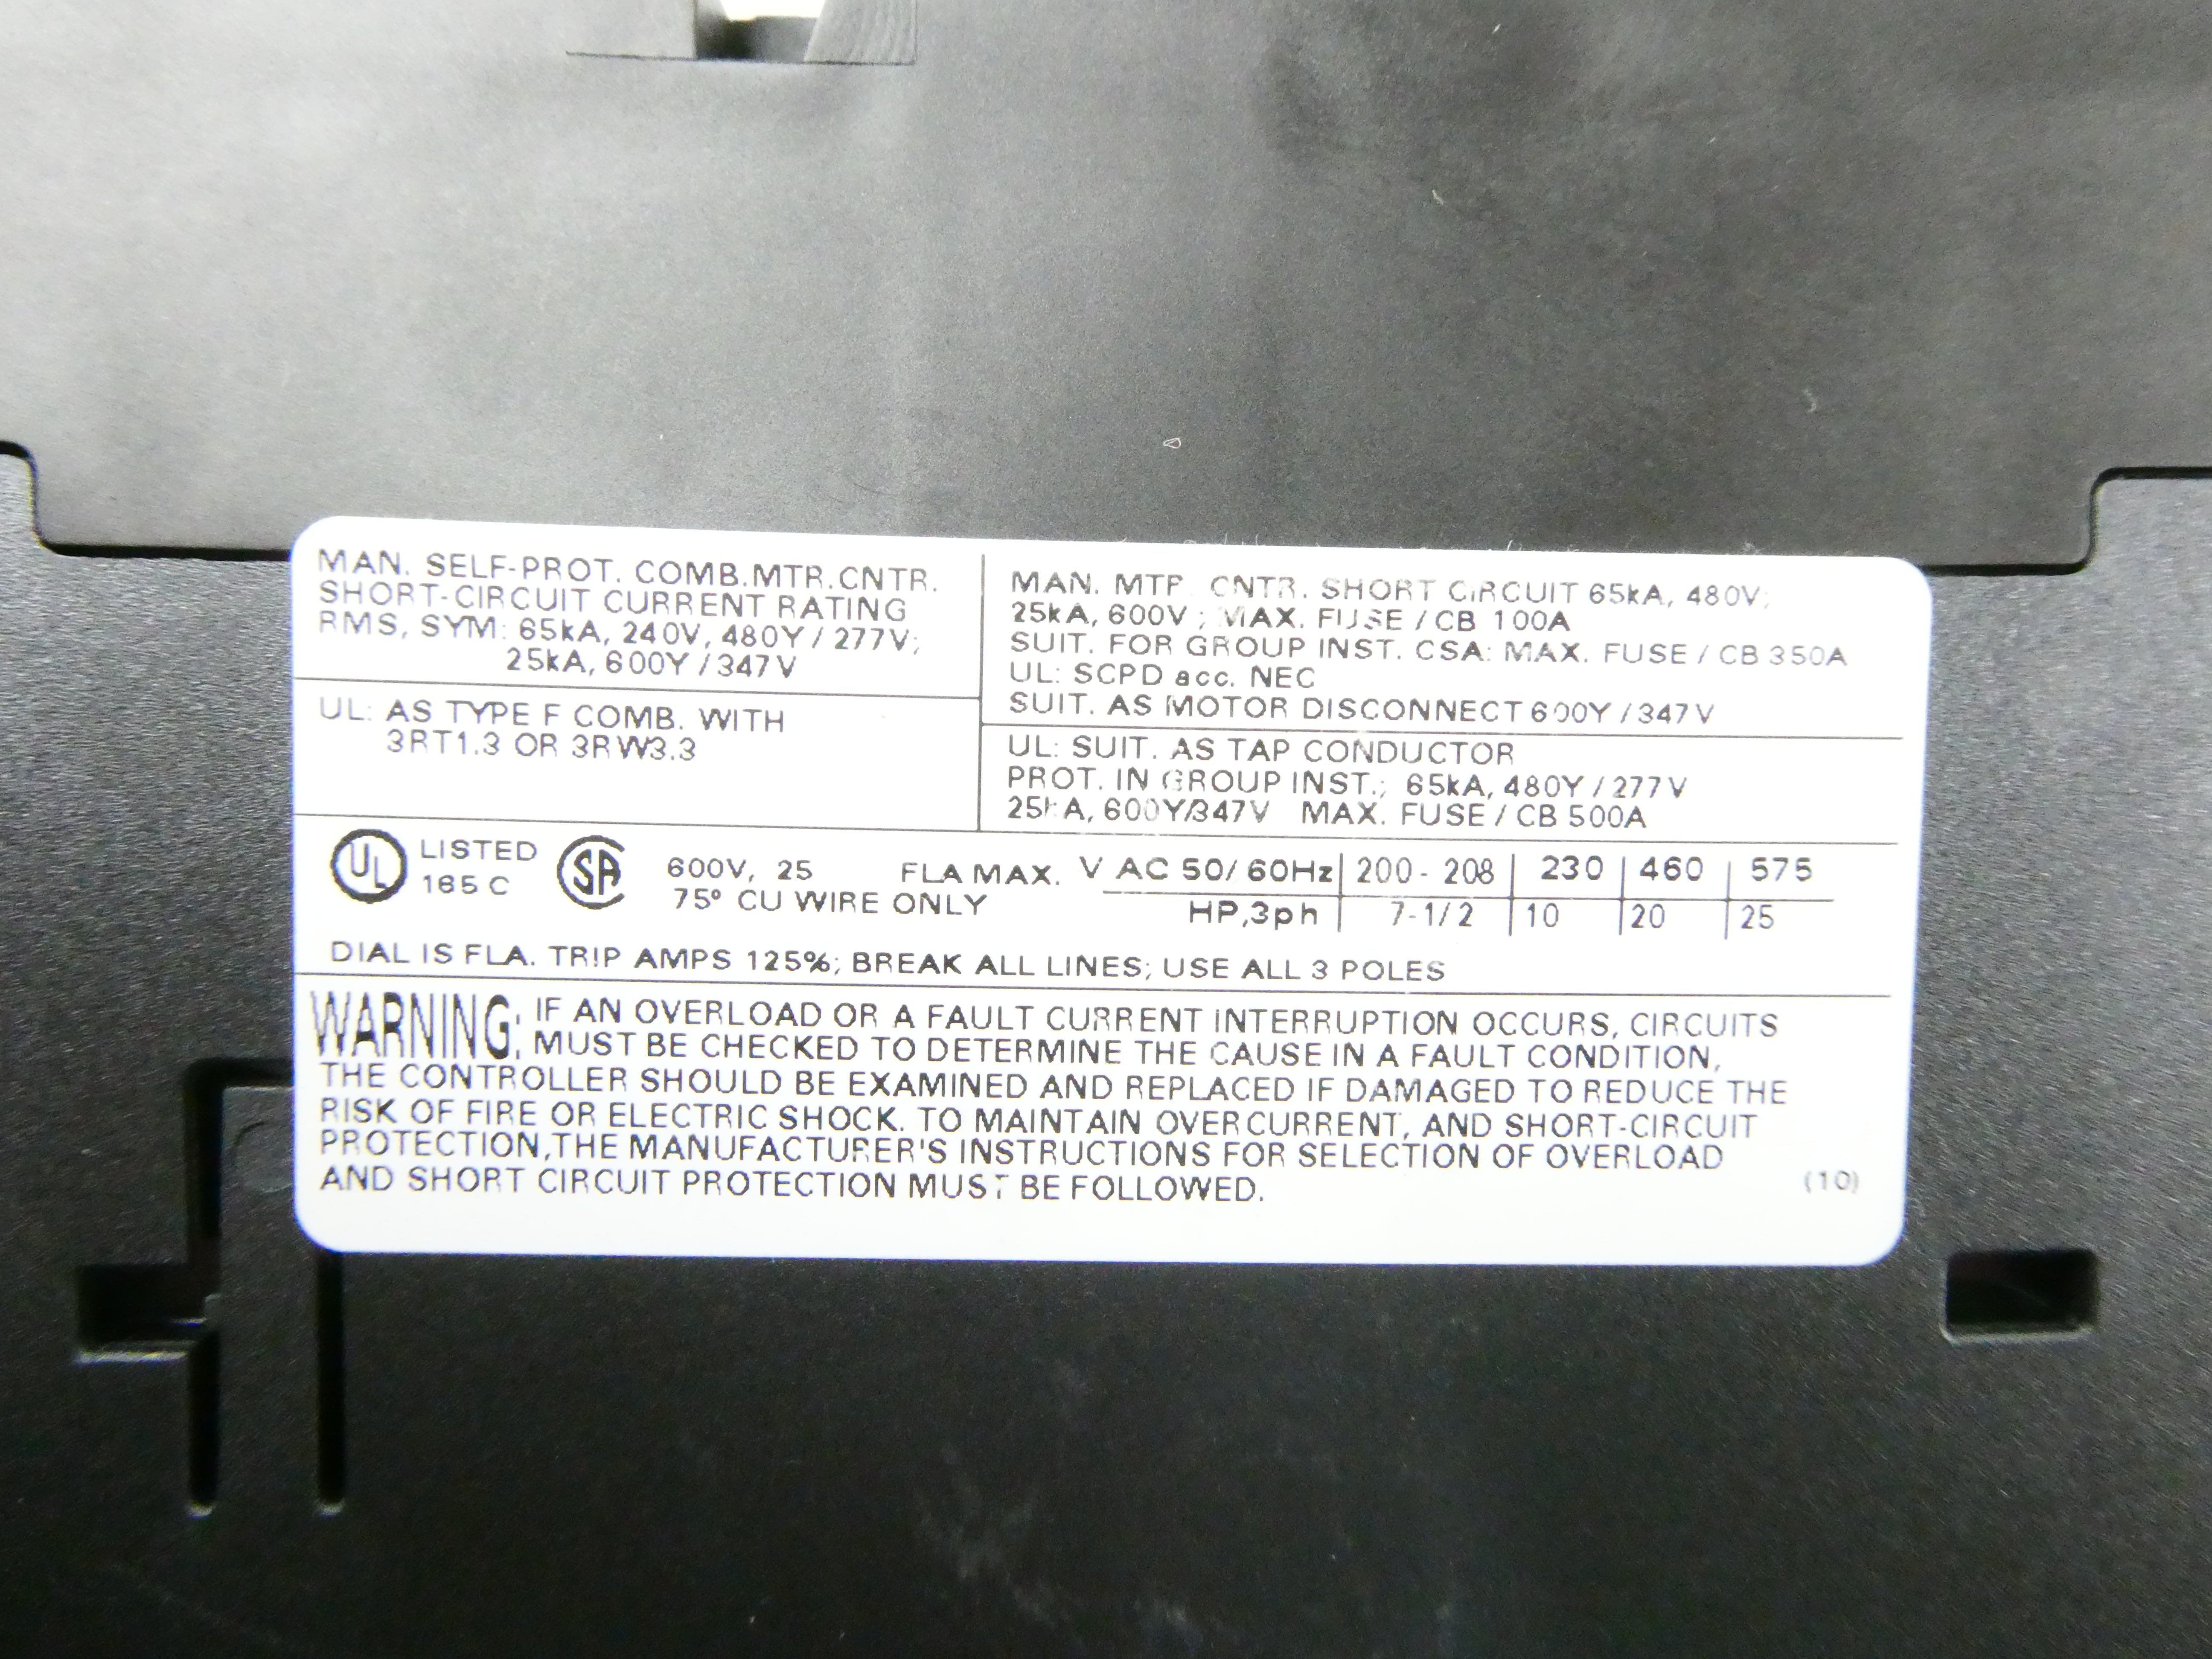 MAN. SELF-PROT. COMB.MTR.CNTR.
SHORT-CIRCUIT CURRENT RATING
RMS, SYM: 65kA, 240V, 480Y/277V;
25kA, 600Y/347V
UL: AS TYPE F COMB. WITH
3RT1.3 OR 3RW3.3
MAN. MTR. CNTR. SHORT CIRCUIT 65kA, 480V;
25kA, 600V; MAX. FUSE/CB 100A
SUIT. FOR GROUP INST. CSA: MAX. FUSE/CB 350A
UL: SCPD acc. NEC
SUIT. AS MOTOR DISCONNECT 600Y/347V
UL: SUIT. AS TAP CONDUCTOR
PROT. IN GROUP INST.; 65kA, 480Y/277V
25kA, 600Y/347V MAX. FUSE/CB 500A
UL LISTED
165 C
SA
600V, 25 FLA MAX.
75° CU WIRE ONLY
V AC 50/60Hz 200-208 230 460 575
HP,3ph 7-1/2 10 20 25
DIAL IS FLA. TRIP AMPS 125%; BREAK ALL LINES; USE ALL 3 POLES
WARNING: IF AN OVERLOAD OR A FAULT CURRENT INTERRUPTION OCCURS, CIRCUITS
MUST BE CHECKED TO DETERMINE THE CAUSE IN A FAULT CONDITION,
THE CONTROLLER SHOULD BE EXAMINED AND REPLACED IF DAMAGED TO REDUCE THE
RISK OF FIRE OR ELECTRIC SHOCK. TO MAINTAIN OVERCURRENT, AND SHORT-CIRCUIT
PROTECTION,THE MANUFACTURER'S INSTRUCTIONS FOR SELECTION OF OVERLOAD
AND SHORT CIRCUIT PROTECTION MUST BE FOLLOWED.
(10)